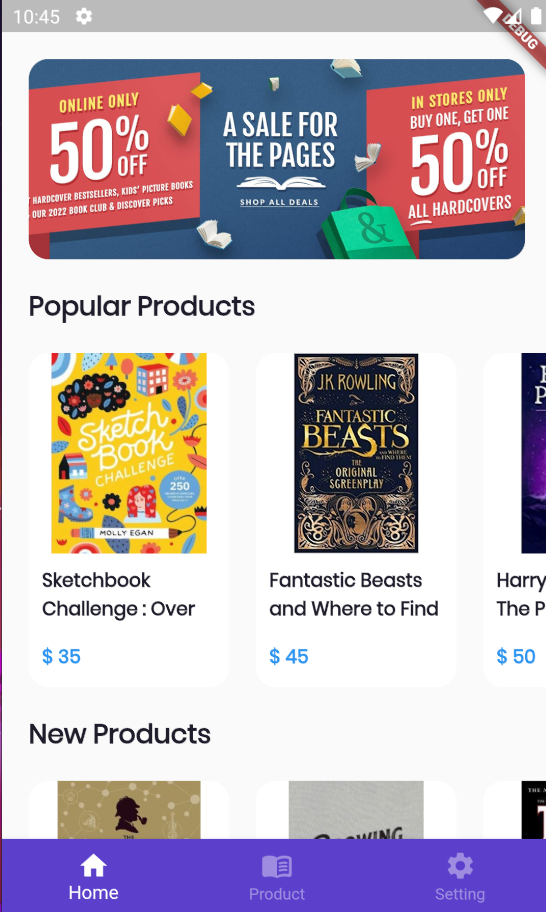 10:45
DEBUG
ONLINE ONLY
50% OFF
HARDCOVER BESTSELLERS, KIDS' PICTURE BOOKS
OUR 2022 BOOK CLUB & DISCOVER PICKS
A SALE FOR
THE PAGES
SHOP ALL DEALS
IN STORES ONLY
BUY ONE, GET ONE
50% OFF
ALL HARDCOVERS
&
Popular Products
Sketch
Book
CHALLENGE
OVER
250
MOLLY EGAN
JK ROWLING
FANTASTIC
BEASTS
AND WHERE
TO FIND THEM
THE
ORIGINAL
SCREENPLAY
Sketchbook
Challenge : Over
$ 35
Fantastic Beasts
and Where to Find
$ 45
Harry
The P
$ 50
New Products
THE
GROWING
Home
Product
Setting